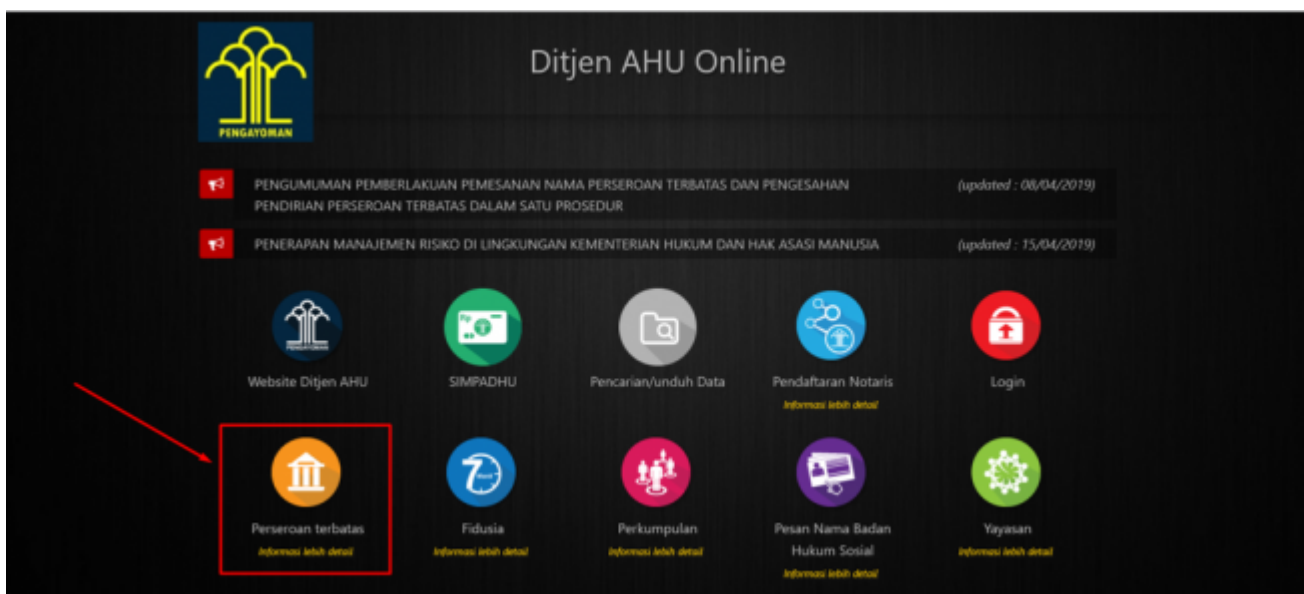 Ditjen AHU Online
PENGAYOMAN
PENGUMUMAN PEMBERLAKUAN PEMESANAN NAMA PERSEROAN TERBATAS DAN PENGESAHAN
PENDIRIAN PERSEROAN TERBATAS DALAM SATU PROSEDUR
(updated : 08/04/2019)
PENERAPAN MANAJEMEN RISIKO DI LINGKUNGAN KEMENTERIAN HUKUM DAN HAK ASASI MANUSIA
(updated : 15/04/2019)
Website Ditjen AHU
Rp
SIMPADHU
Pencarian/unduh Data
Pendaftaran Notaris
Informasi lebih detail
Login
Perseroan terbatas
Informasi lebih detail
7
Fidusia
Informasi lebih detail
Perkumpulan
Informasi lebih detail
Pesan Nama Badan
Hukum Sosial
Informasi lebih detail
Yayasan
Informasi lebih detail